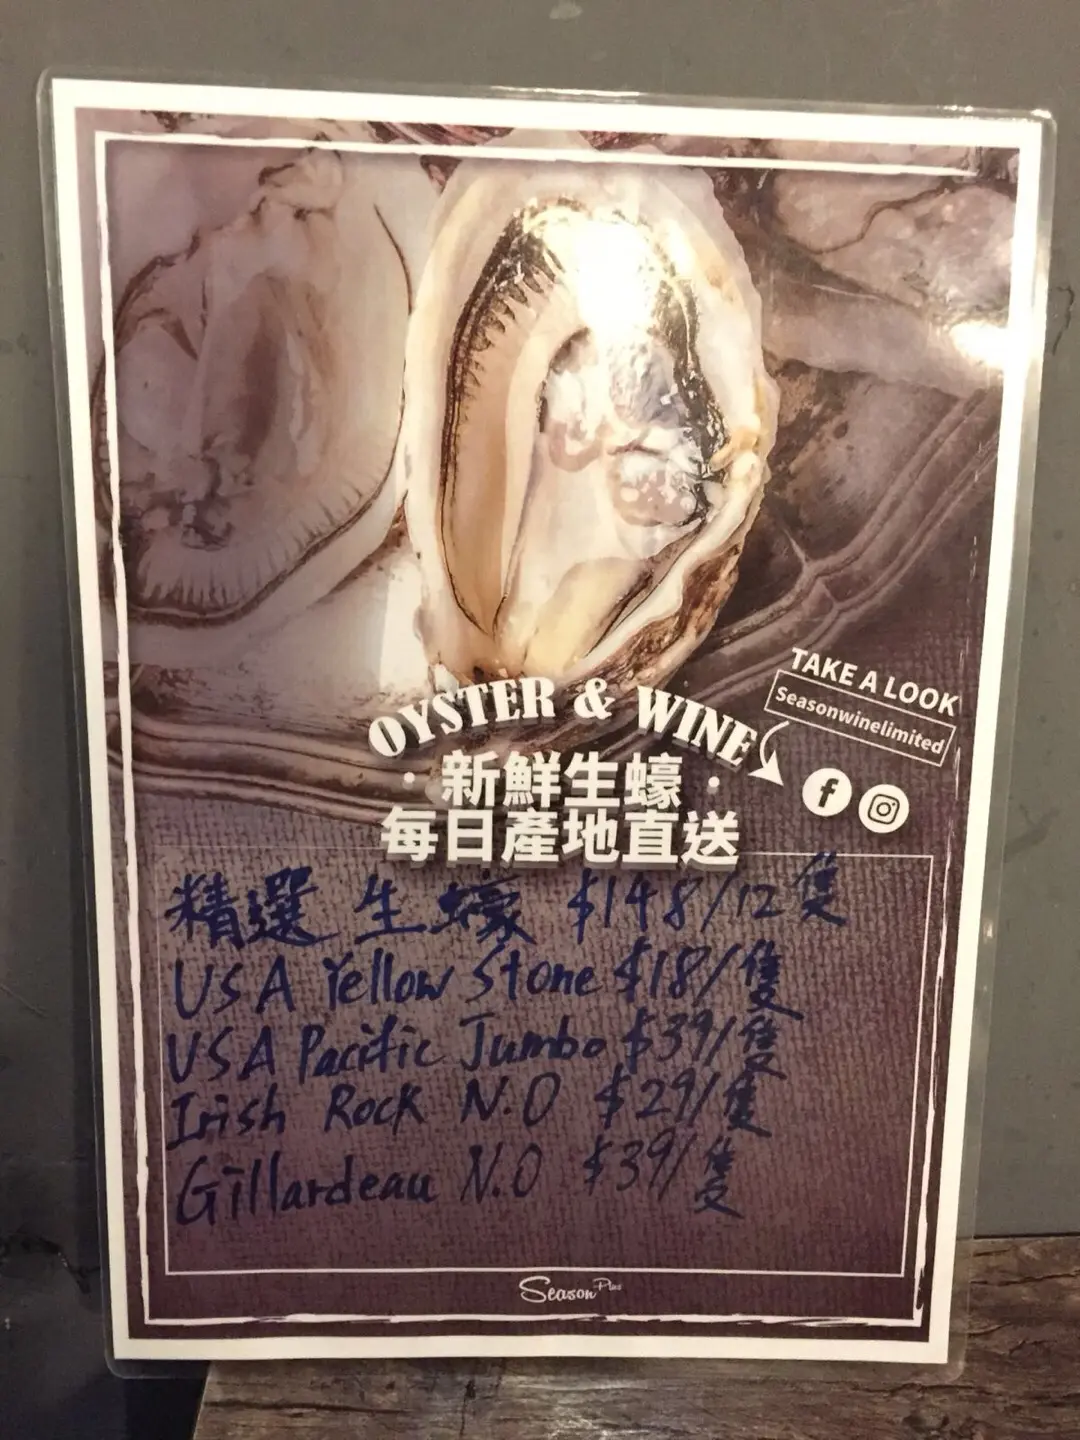 OYSTER & WINE
TAKE A LOOK
Seasonwinelimited
· 新鮮生蠔 ·
每日產地直送
精選 生蠔 $148/12隻
USA Yellow Stone $18/隻
USA Pacific Jumbo $39/隻
Irish Rock N.O $29/隻
Gillardeau N.O $39/隻
Season Plus